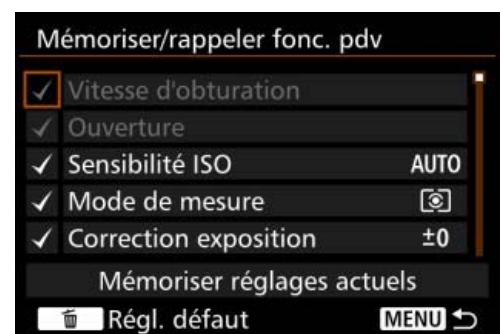 Mémoriser/rappeler fonc. pdv
Vitesse d'obturation
Ouverture
Sensibilité ISO AUTO
Mode de mesure
Correction exposition ±0
Mémoriser réglages actuels
Régl. défaut MENU